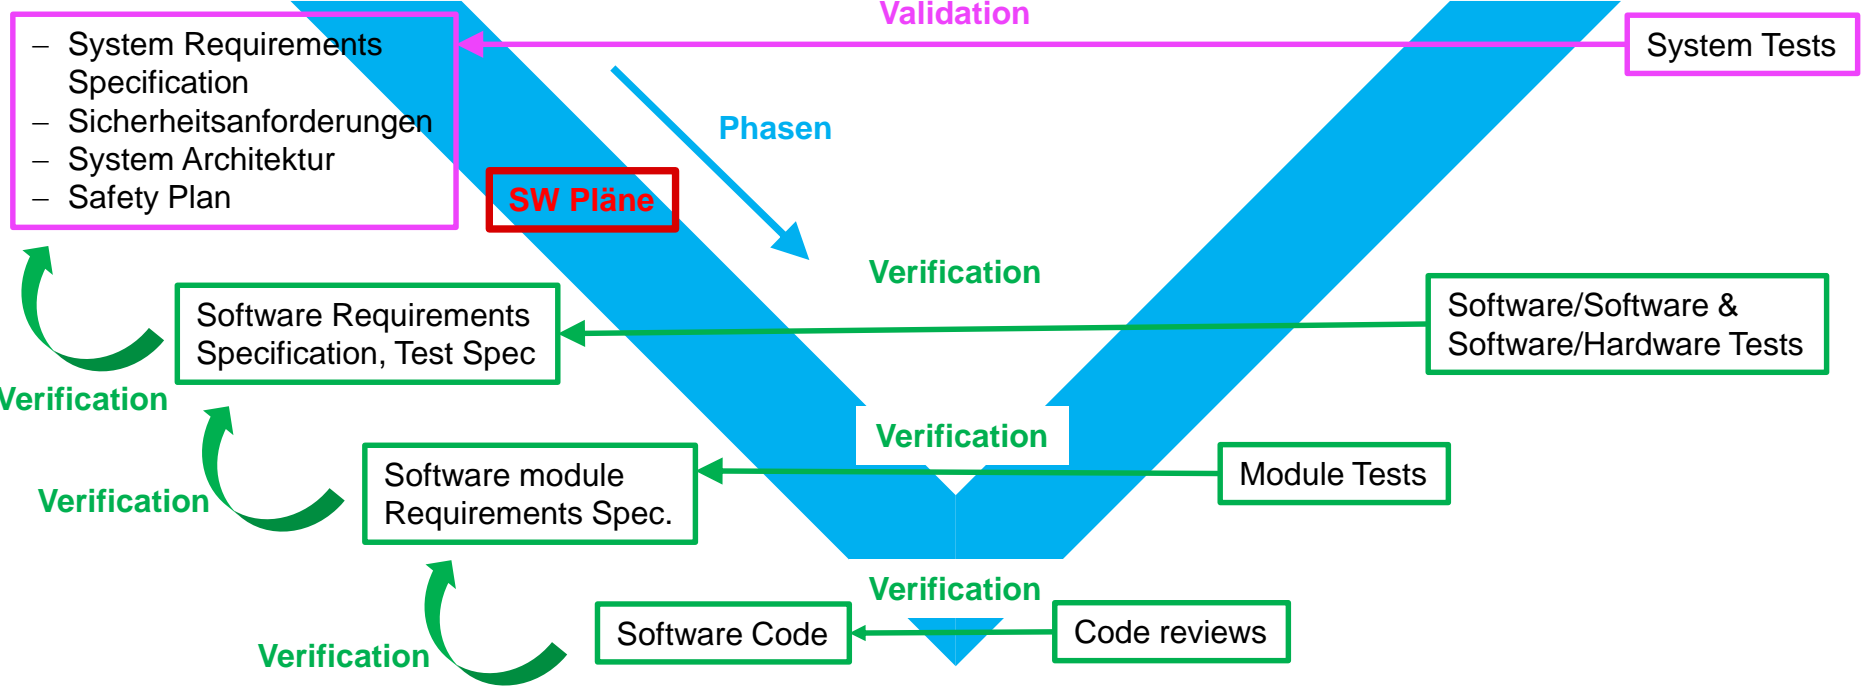 Validation
– System Requirements
Specification
– Sicherheitsanforderungen
– System Architektur
– Safety Plan
System Tests
Phasen
SW Pläne
Verification
Software Requirements
Specification, Test Spec
Software/Software &
Software/Hardware Tests
Verification
Verification
Software module
Requirements Spec.
Module Tests
Verification
Verification
Software Code
Code reviews
Verification